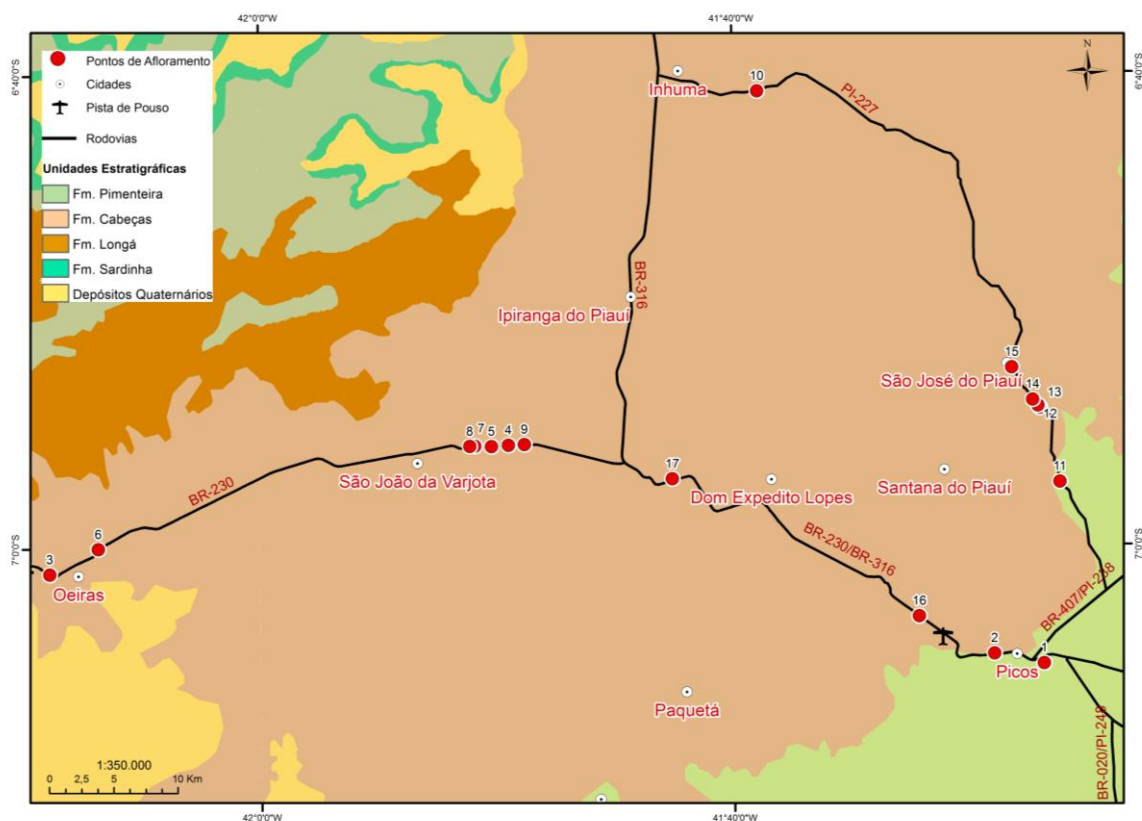 42°0'0"W
41°40'0"W
6°40'0"S
6°40'0"S
7°0'0"S
7°0'0"S
42°0'0"W
41°40'0"W
N
Pontos de Afloramento
Cidades
Pista de Pouso
Rodovias
Unidades Estratigráficas
Fm. Pimenteira
Fm. Cabeças
Fm. Longá
Fm. Sardinha
Depósitos Quaternários
Inhuma
10
PI-227
BR-316
Ipiranga do Piauí
15
São José do Piauí
14
13
12
8
7
5
4
9
São João da Varjota
BR-230
17
Dom Expedito Lopes
Santana do Piauí
11
6
3
Oeiras
BR-230/BR-316
BR-407/PI-238
16
2
1
Picos
Paquetá
BR-020/PI-248
1:350.000
0 2,5 5 10 Km